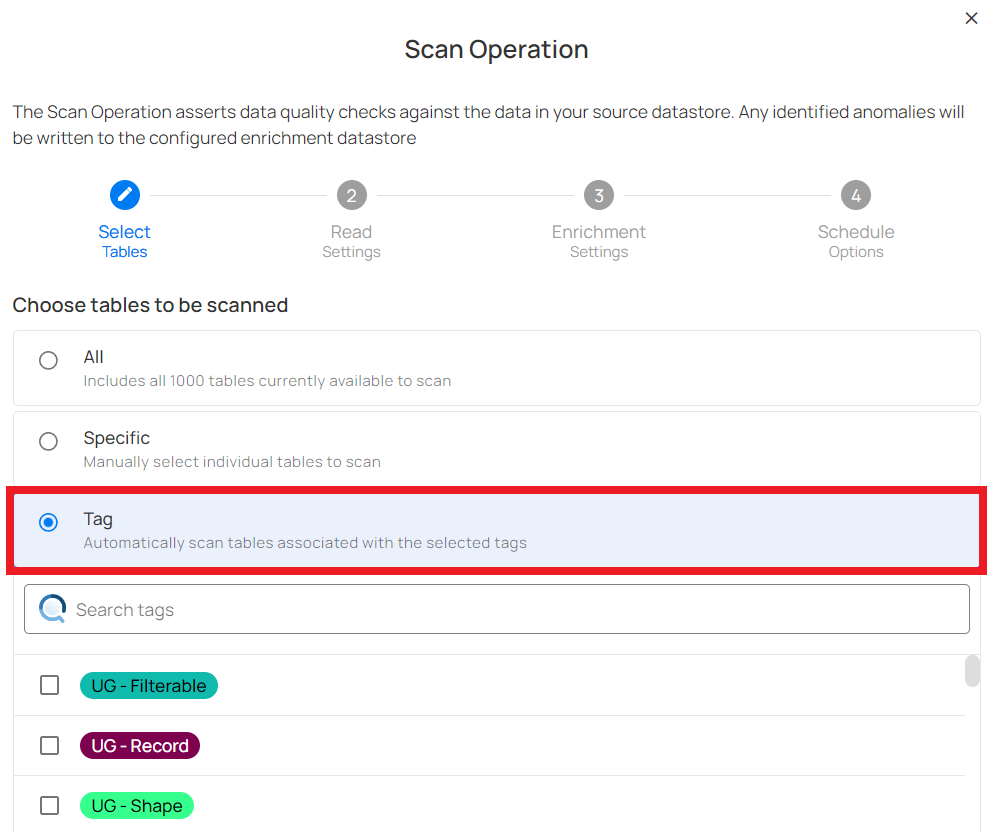 Scan Operation
The Scan Operation asserts data quality checks against the data in your source datastore. Any identified anomalies will
be written to the configured enrichment datastore
2
3
4
Select
Tables
Read
Settings
Enrichment
Settings
Schedule
Options
Choose tables to be scanned
All
Includes all 1000 tables currently available to scan
Specific
Manually select individual tables to scan
Tag
Automatically scan tables associated with the selected tags
Search tags
UG - Filterable
UG - Record
UG - Shape